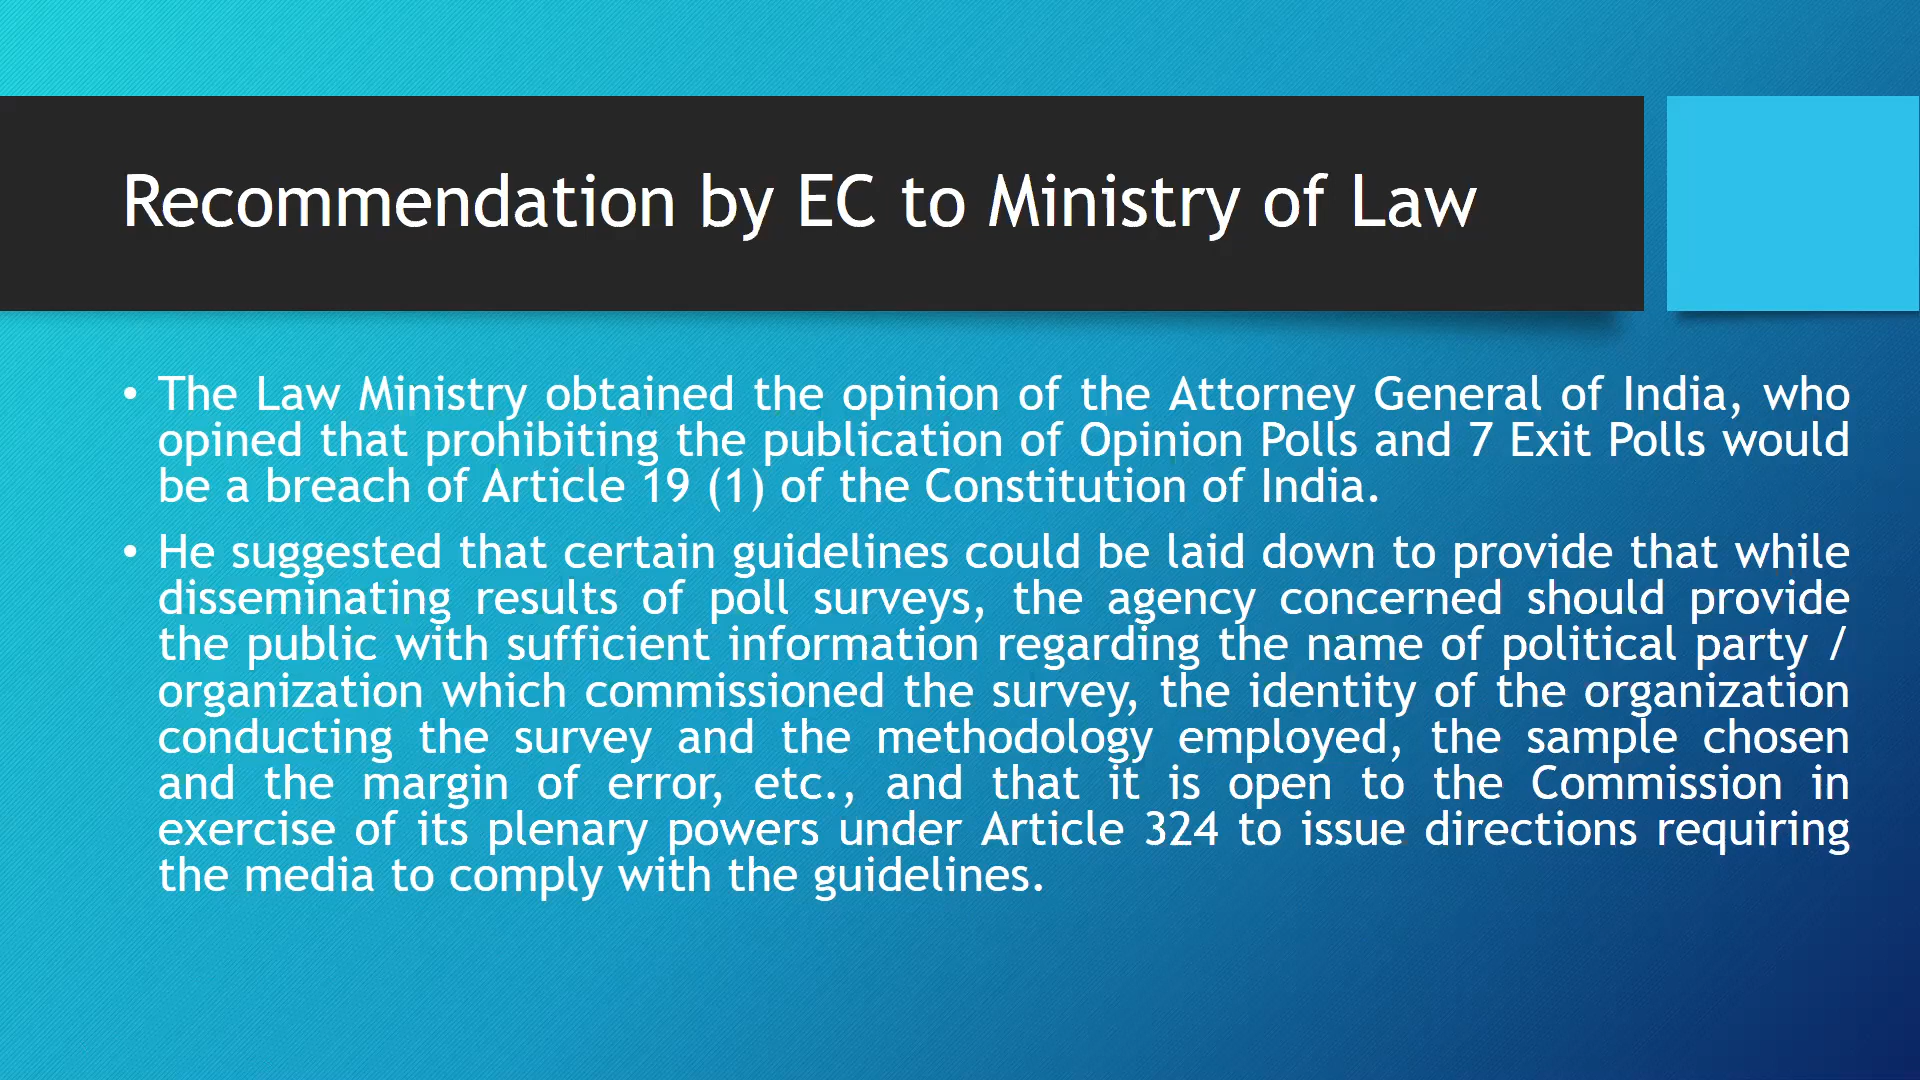 Recommendation by EC to Ministry of Law
• The Law Ministry obtained the opinion of the Attorney General of India, who
opined that prohibiting the publication of Opinion Polls and 7 Exit Polls would
be a breach of Article 19 (1) of the Constitution of India.
• He suggested that certain guidelines could be laid down to provide that while
disseminating results of poll surveys, the agency concerned should provide
the public with sufficient information regarding the name of political party /
organization which commissioned the survey, the identity of the organization
conducting the survey and the methodology employed, the sample chosen
and the margin of error, etc., and that it is open to the Commission in
exercise of its plenary powers under Article 324 to issue directions requiring
the media to comply with the guidelines.